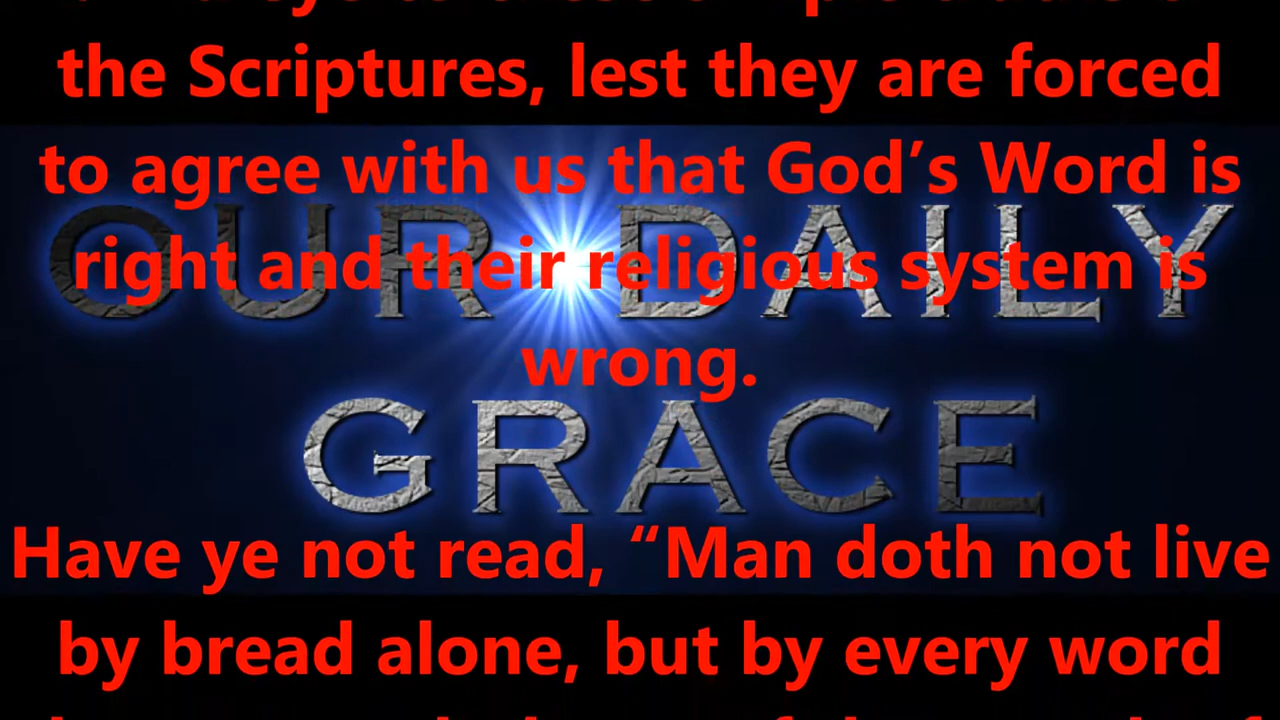 the Scriptures, lest they are forced
to agree with us that God’s Word is
OUR DAILY
right and their religious system is
wrong.
GRACE
Have ye not read, “Man doth not live
by bread alone, but by every word